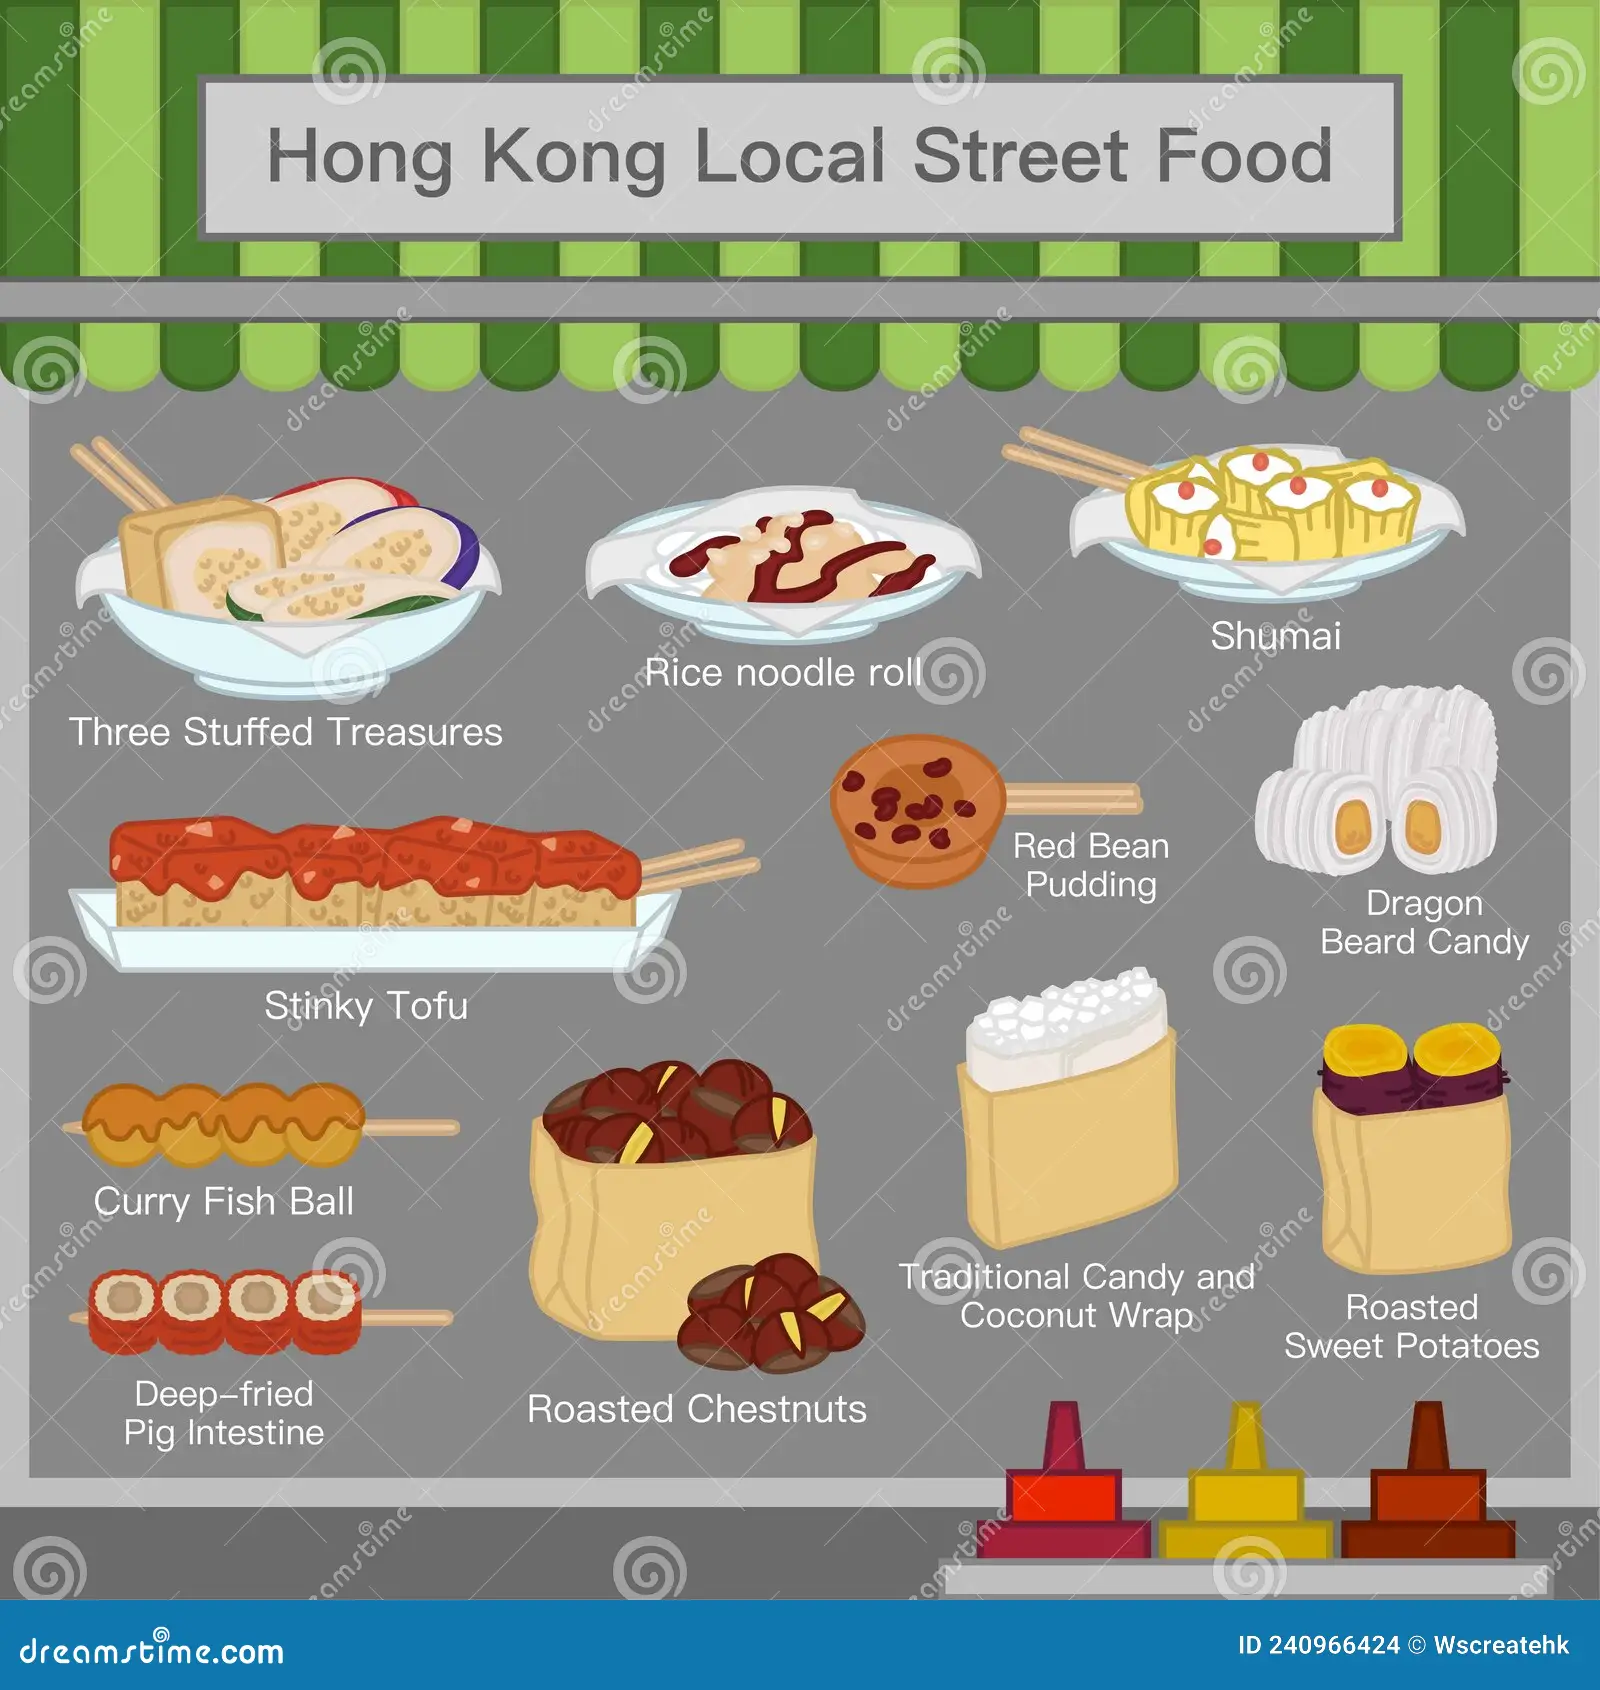 Hong Kong Local Street Food
Three Stuffed Treasures
Rice noodle roll
Shumai
Stinky Tofu
Red Bean
Pudding
Dragon
Beard Candy
Curry Fish Ball
Deep-fried
Pig Intestine
Roasted Chestnuts
Traditional Candy and
Coconut Wrap
Roasted
Sweet Potatoes
dreamstime.com
ID 240966424 © Wscreatehk